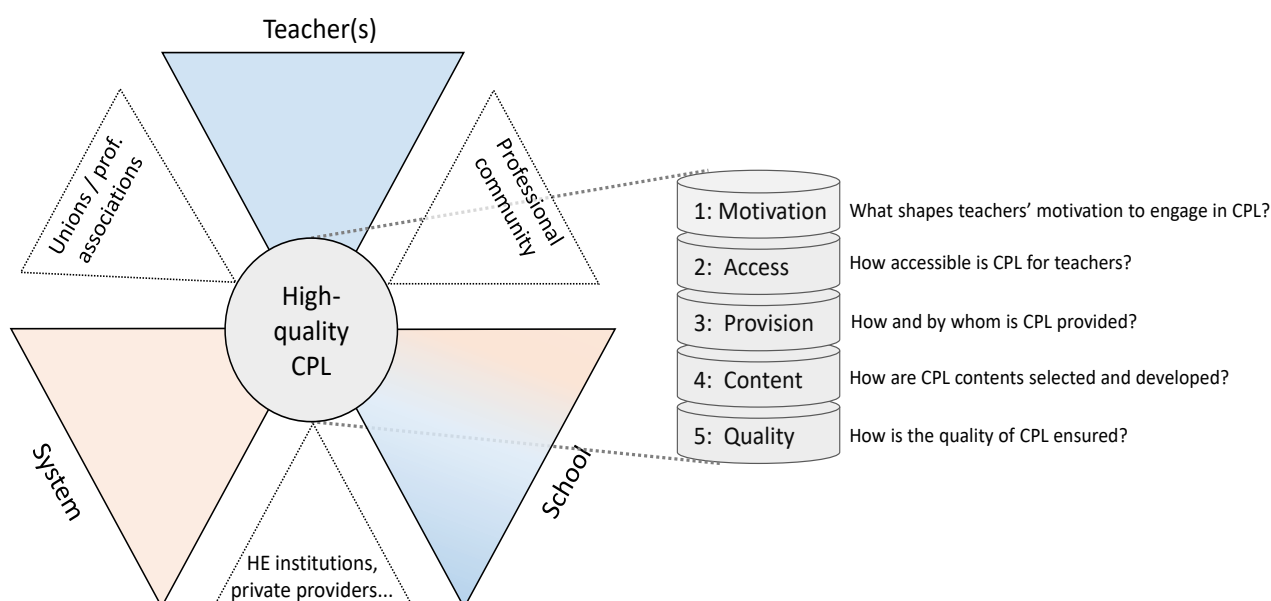 Teacher(s)
Unions / prof.
associations
Professional
community
High-
quality
CPL
System
School
HE institutions,
private providers...
1: Motivation
What shapes teachers’ motivation to engage in CPL?
2: Access
How accessible is CPL for teachers?
3: Provision
How and by whom is CPL provided?
4: Content
How are CPL contents selected and developed?
5: Quality
How is the quality of CPL ensured?